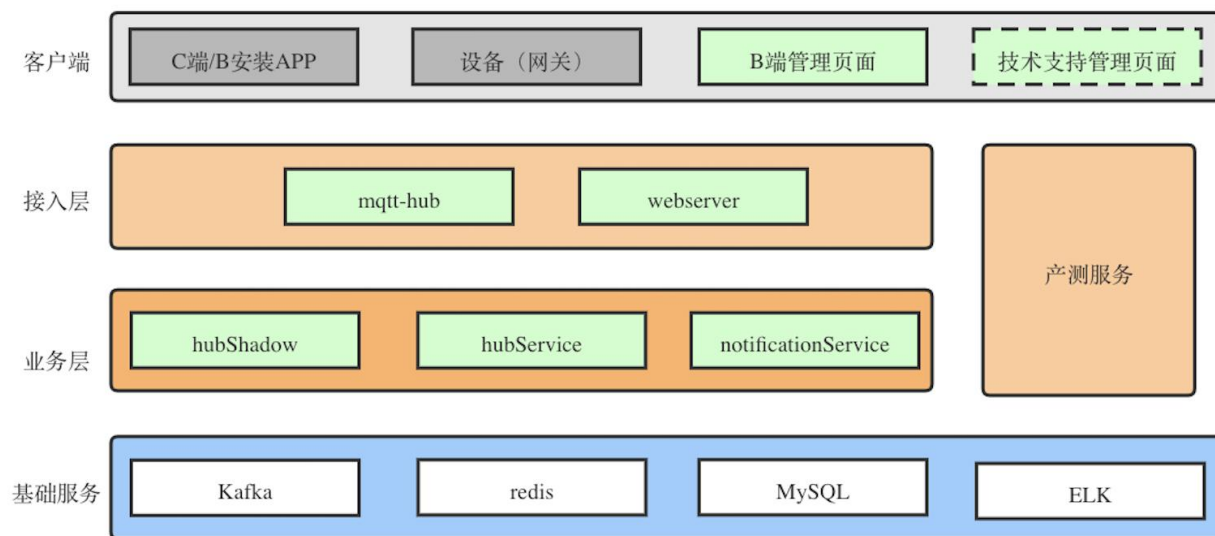 客户端
C端/B安装APP
设备（网关）
B端管理页面
技术支持管理页面
接入层
mqtt-hub
webserver
产测服务
业务层
hubShadow
hubService
notificationService
基础服务
Kafka
redis
MySQL
ELK